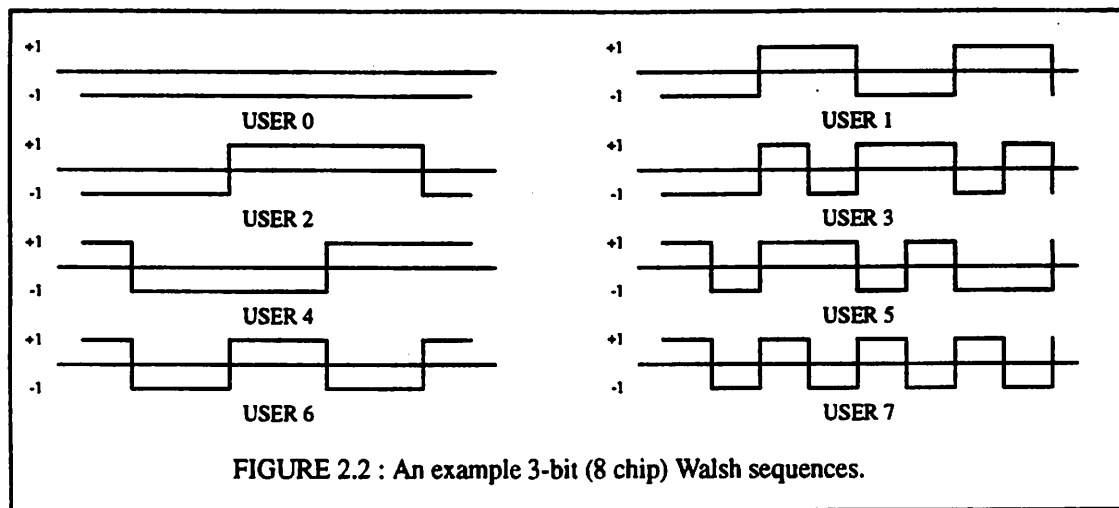 +1
-1
USER 0
+1
-1
USER 1
+1
-1
USER 2
+1
-1
USER 3
+1
-1
USER 4
+1
-1
USER 5
+1
-1
USER 6
+1
-1
USER 7
FIGURE 2.2 : An example 3-bit (8 chip) Walsh sequences.